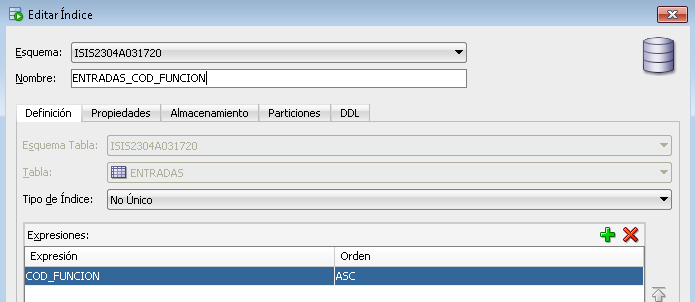 Editar Índice
Esquema: ISIS2304A031720
Nombre: ENTRADAS_COD_FUNCION
Definición Propiedades Almacenamiento Particiones DDL
Esquema Tabla: ISIS2304A031720
Tabla: ENTRADAS
Tipo de Índice: No Único
Expresiones:
Expresión Orden
COD_FUNCION ASC